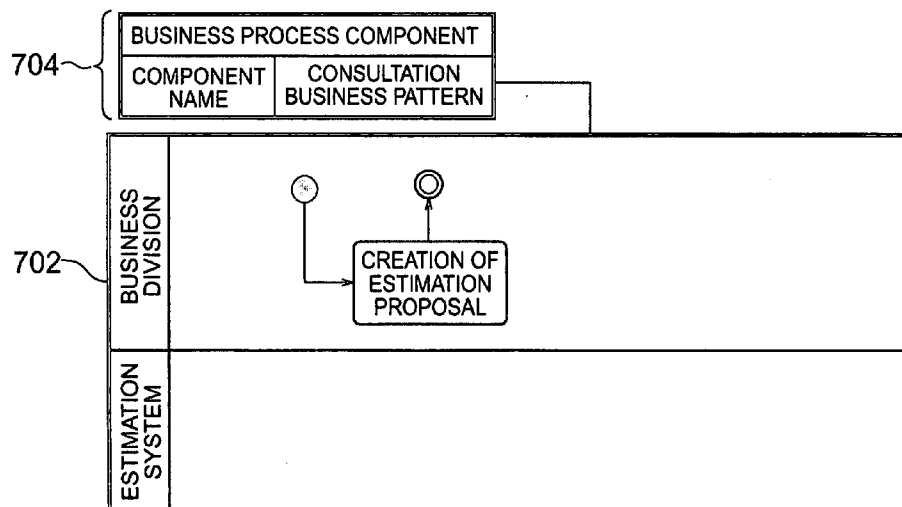 704
BUSINESS PROCESS COMPONENT
COMPONENT
NAME
CONSULTATION
BUSINESS PATTERN
702
BUSINESS
DIVISION
CREATION OF
ESTIMATION
PROPOSAL
ESTIMATION
SYSTEM